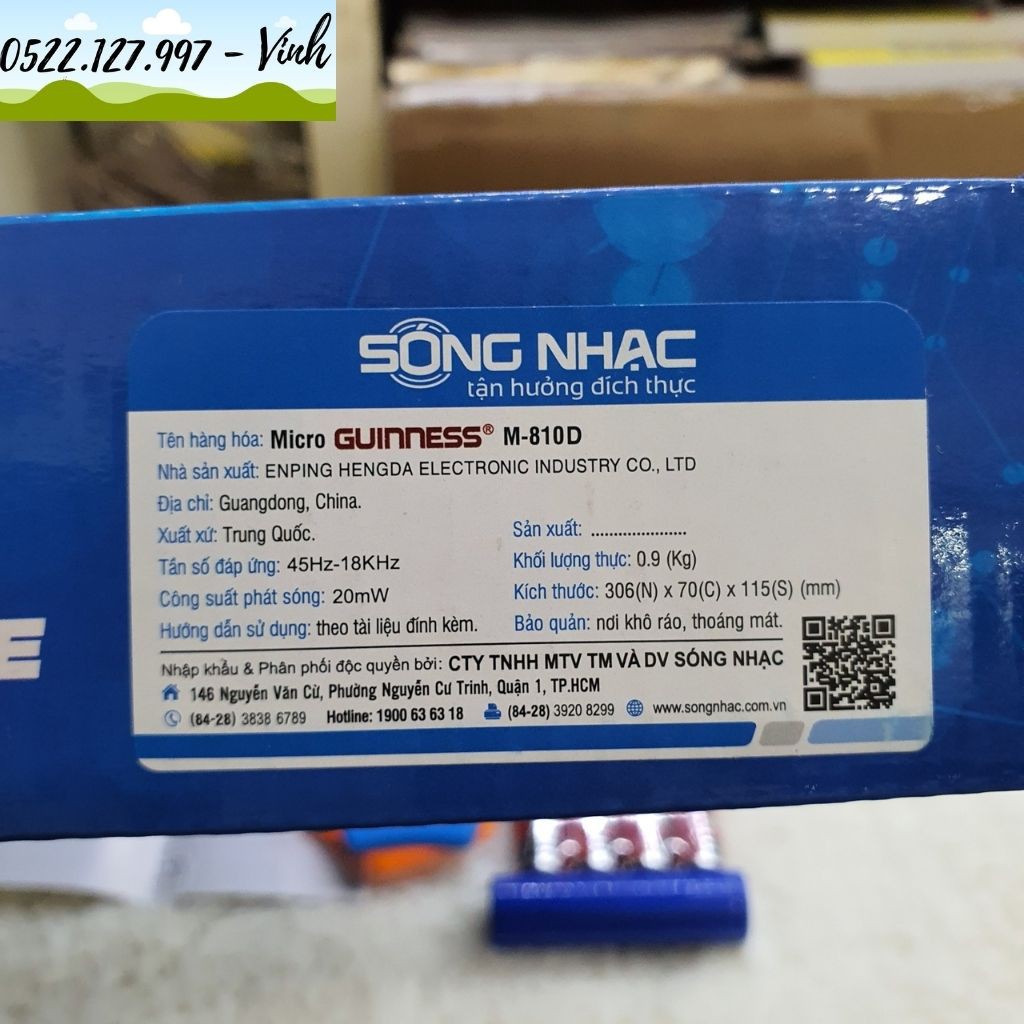 0522.127.997 - Vinh
SÓNG NHẠC
tận hưởng đích thực
Tên hàng hóa: Micro GUINNESS® M-810D
Nhà sản xuất: ENPING HENGDA ELECTRONIC INDUSTRY CO., LTD
Địa chỉ: Guangdong, China.
Xuất xứ: Trung Quốc.
Sản xuất: .....................
Tần số đáp ứng: 45Hz-18KHz
Khối lượng thực: 0.9 (Kg)
Công suất phát sóng: 20mW
Kích thước: 306(N) x 70(C) x 115(S) (mm)
Hướng dẫn sử dụng: theo tài liệu đính kèm.
Bảo quản: nơi khô ráo, thoáng mát.
E
Nhập khẩu & Phân phối độc quyền bởi: CTY TNHH MTV TM VÀ DV SÓNG NHẠC
146 Nguyễn Văn Cừ, Phường Nguyễn Cư Trinh, Quận 1, TP.HCM
(84-28) 3838 6789 Hotline: 1900 63 63 18 (84-28) 3920 8299 www.songnhac.com.vn